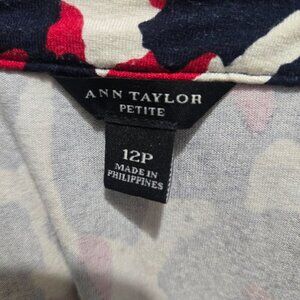 ANN TAYLOR
PETITE
12P
MADE IN
PHILIPPINES